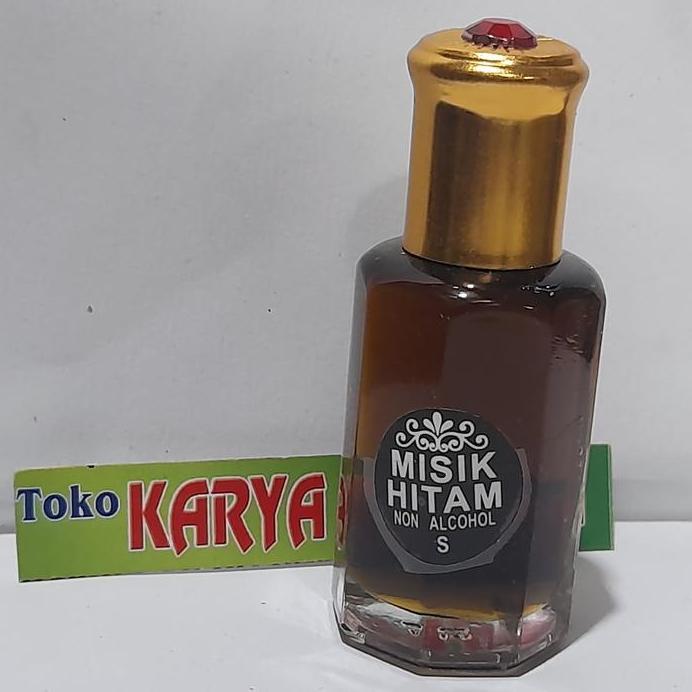 Toko KARYA
MISIK
HITAM
NON ALCOHOL
S